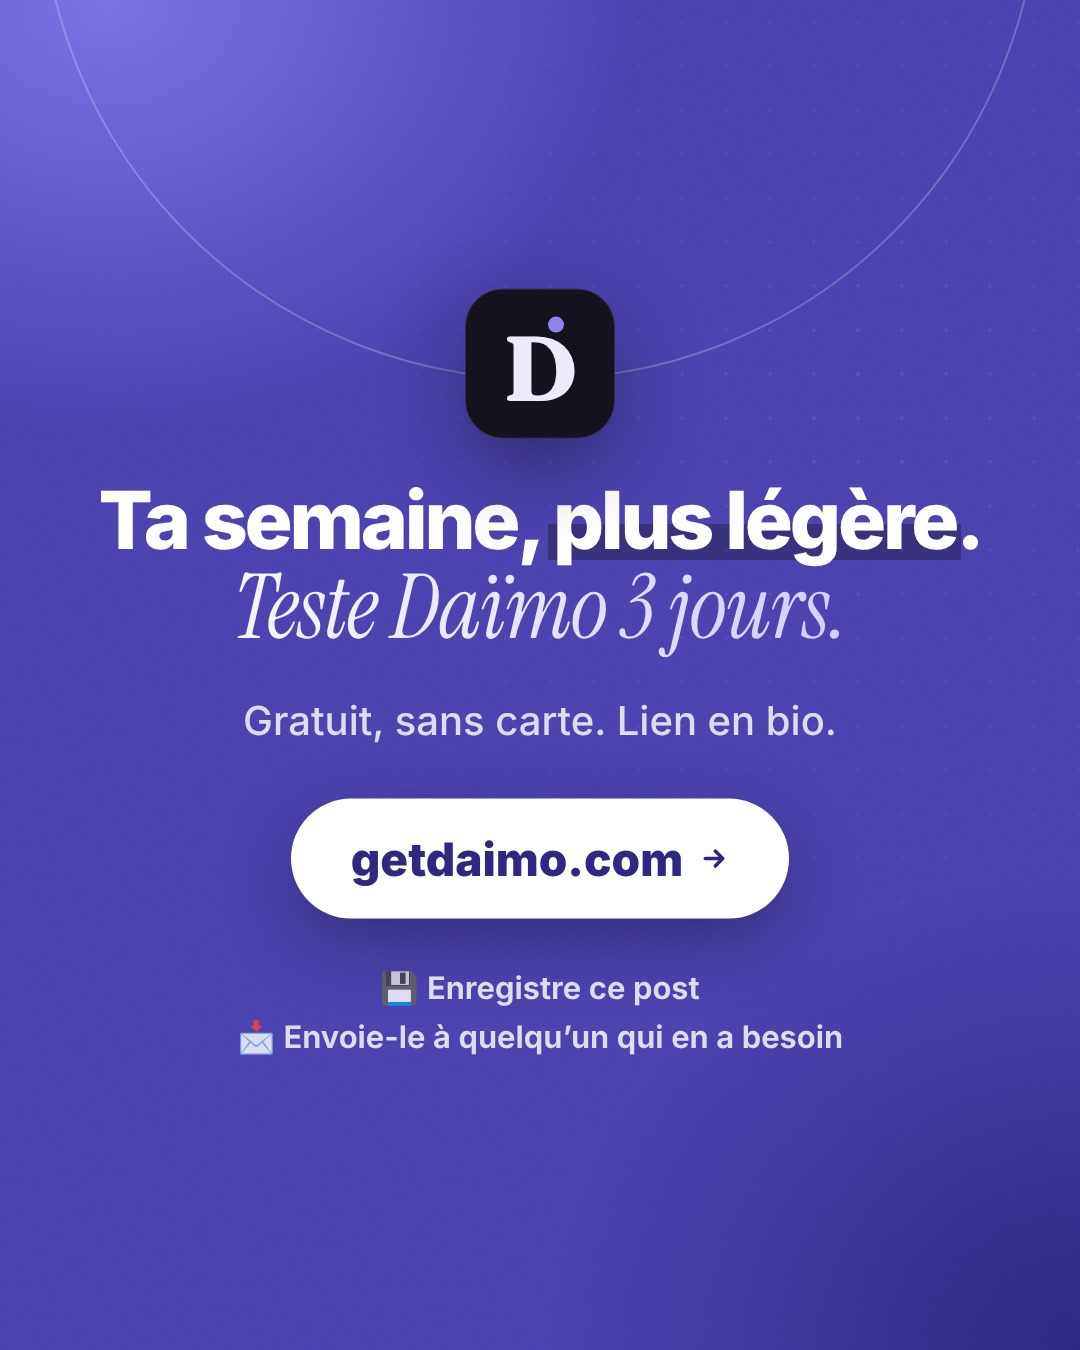 D
Ta semaine, plus légère.
Teste Daïmo 3 jours.
Gratuit, sans carte. Lien en bio.
getdaimo.com →
💾 Enregistre ce post
📩 Envoie-le à quelqu’un qui en a besoin